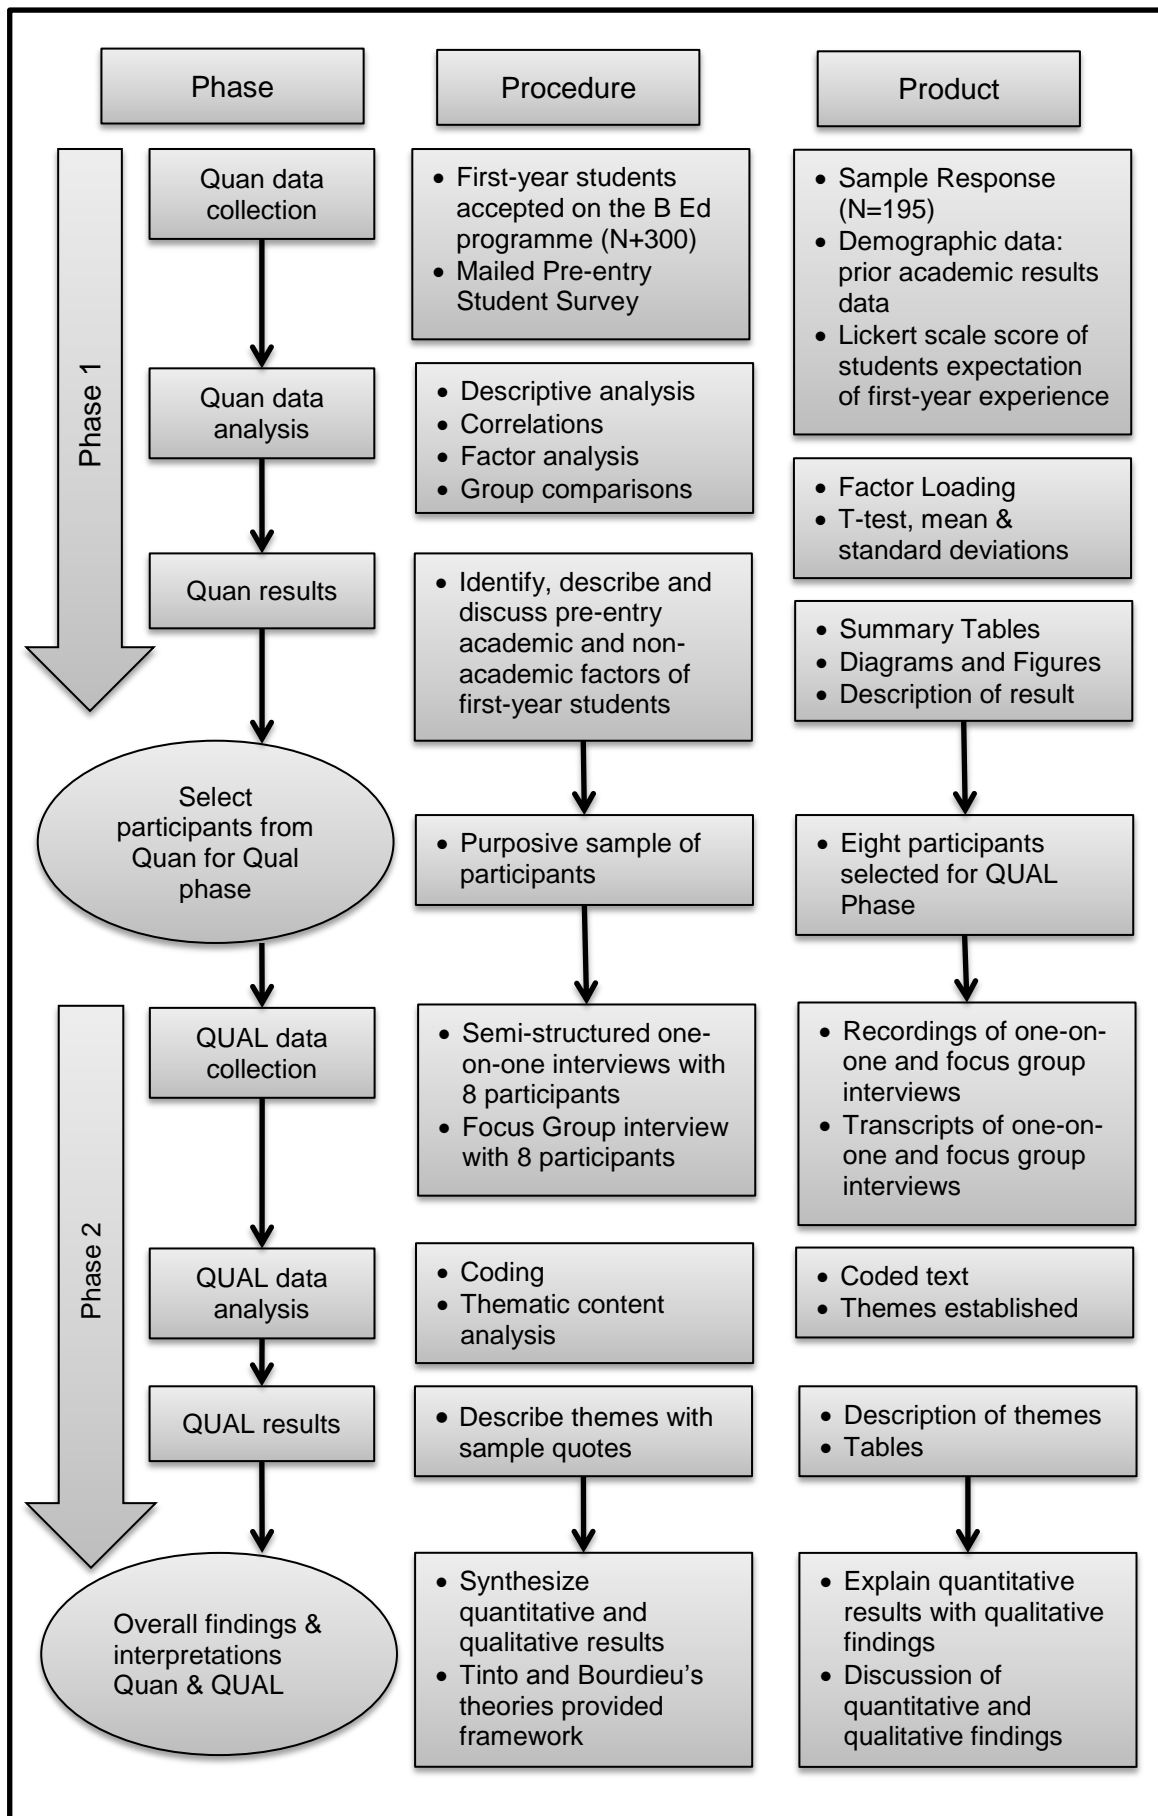 Phase
Procedure
Product
Phase 1
Quan data
collection
• First-year students
accepted on the B Ed
programme (N+300)
• Mailed Pre-entry
Student Survey
• Sample Response
(N=195)
• Demographic data:
prior academic results
data
• Lickert scale score of
students expectation
of first-year experience
Quan data
analysis
• Descriptive analysis
• Correlations
• Factor analysis
• Group comparisons
• Factor Loading
• T-test, mean &
standard deviations
Quan results
• Identify, describe and
discuss pre-entry
academic and non-
academic factors of
first-year students
• Summary Tables
• Diagrams and Figures
• Description of result
Select
participants from
Quan for Qual
phase
• Purposive sample of
participants
• Eight participants
selected for QUAL
Phase
Phase 2
QUAL data
collection
• Semi-structured one-
on-one interviews with
8 participants
• Focus Group interview
with 8 participants
• Recordings of one-on-
one and focus group
interviews
• Transcripts of one-on-
one and focus group
interviews
QUAL data
analysis
• Coding
• Thematic content
analysis
• Coded text
• Themes established
QUAL results
• Describe themes with
sample quotes
• Description of themes
• Tables
Overall findings &
interpretations
Quan & QUAL
• Synthesize
quantitative and
qualitative results
• Tinto and Bourdieu’s
theories provided
framework
• Explain quantitative
results with qualitative
findings
• Discussion of
quantitative and
qualitative findings